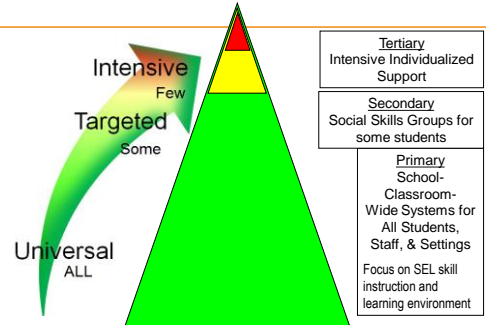 Intensive
Few
Targeted
Some
Universal
ALL
Tertiary
Intensive Individualized
Support
Secondary
Social Skills Groups for
some students
Primary
School-
Classroom-
Wide Systems for
All Students,
Staff, & Settings
Focus on SEL skill
instruction and
learning environment